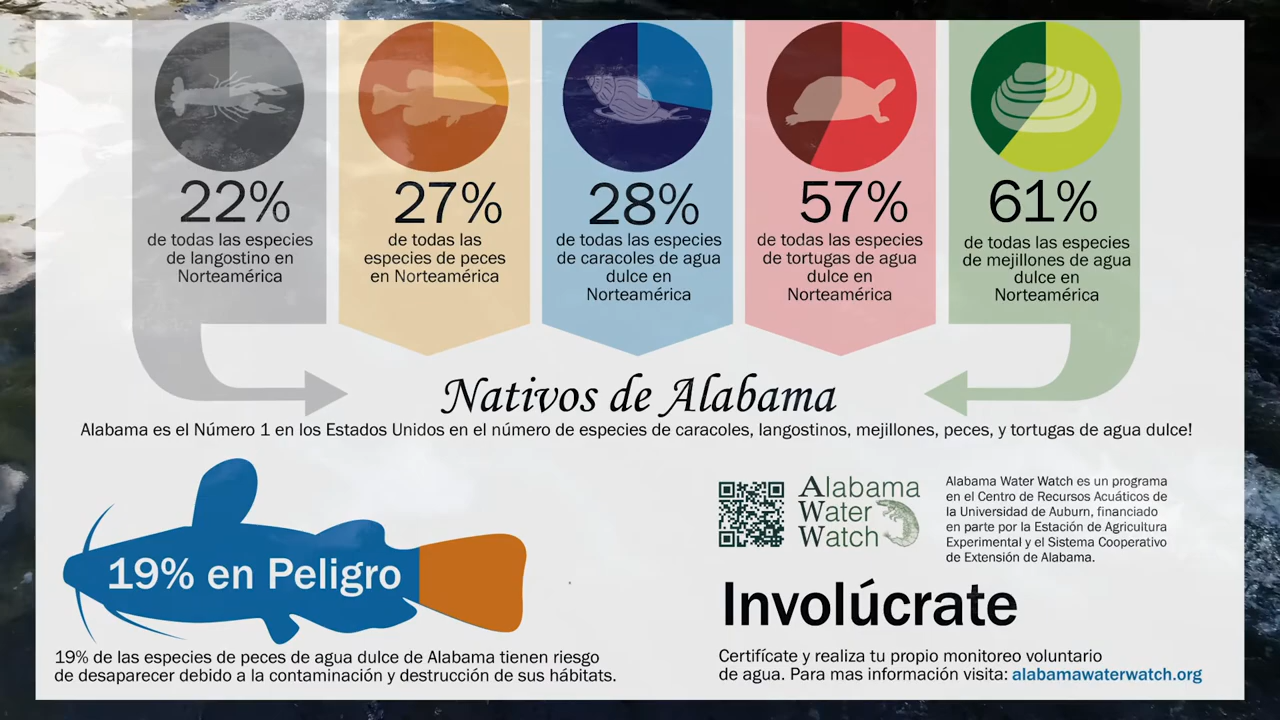 22%
de todas las especies
de langostino en
Norteamérica
27%
de todas las
especies de peces
en Norteamérica
28%
de todas las especies
de caracoles de agua
dulce en
Norteamérica
57%
de todas las especies
de tortugas de agua
dulce en
Norteamérica
61%
de todas las especies
de mejillones de agua
dulce en
Norteamérica
Nativos de Alabama
Alabama es el Número 1 en los Estados Unidos en el número de especies de caracoles, langostinos, mejillones, peces, y tortugas de agua dulce!
19% en Peligro
19% de las especies de peces de agua dulce de Alabama tienen riesgo
de desaparecer debido a la contaminación y destrucción de sus hábitats.
Alabama
Water
Watch
Alabama Water Watch es un programa
en el Centro de Recursos Acuáticos de
la Universidad de Auburn, financiado
en parte por la Estación de Agricultura
Experimental y el Sistema Cooperativo
de Extensión de Alabama.
Involúcrate
Certifícate y realiza tu propio monitoreo voluntario
de agua. Para mas información visita: alabamawaterwatch.org